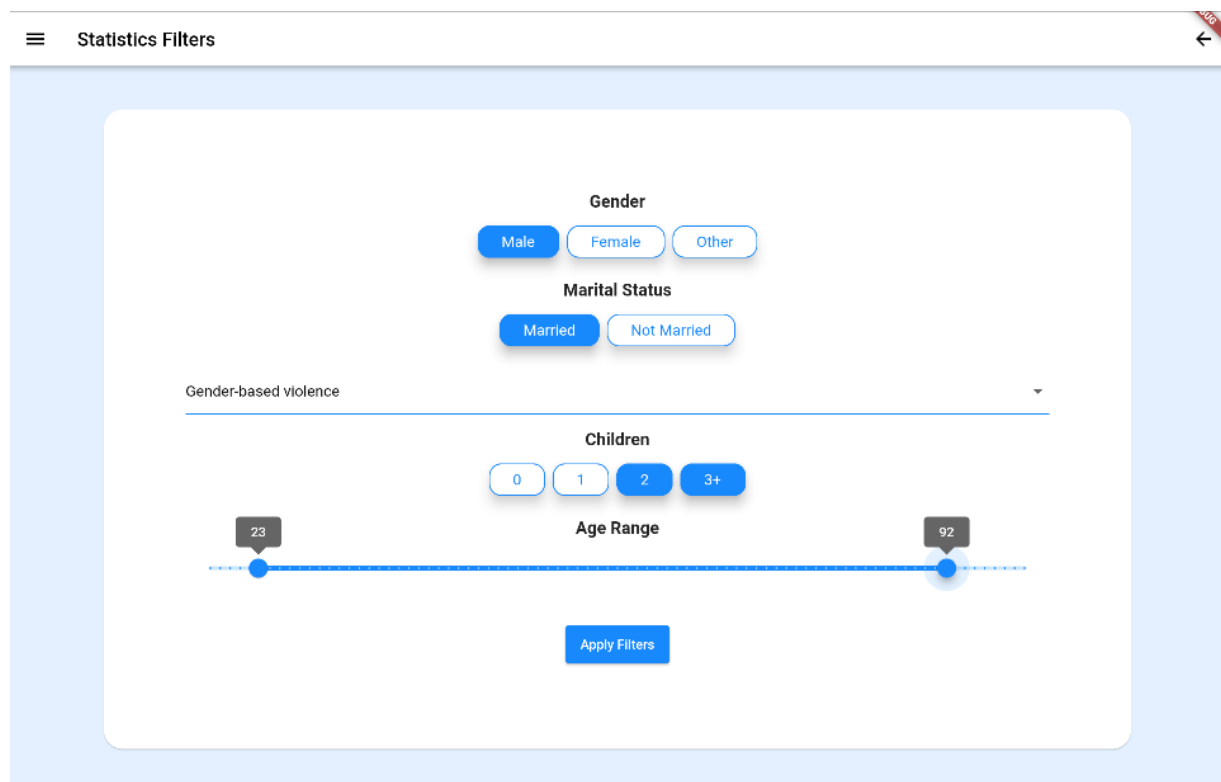 Statistics Filters
Gender
Male Female Other
Marital Status
Married Not Married
Gender-based violence
Children
0 1 2 3+
23 Age Range 92
Apply Filters